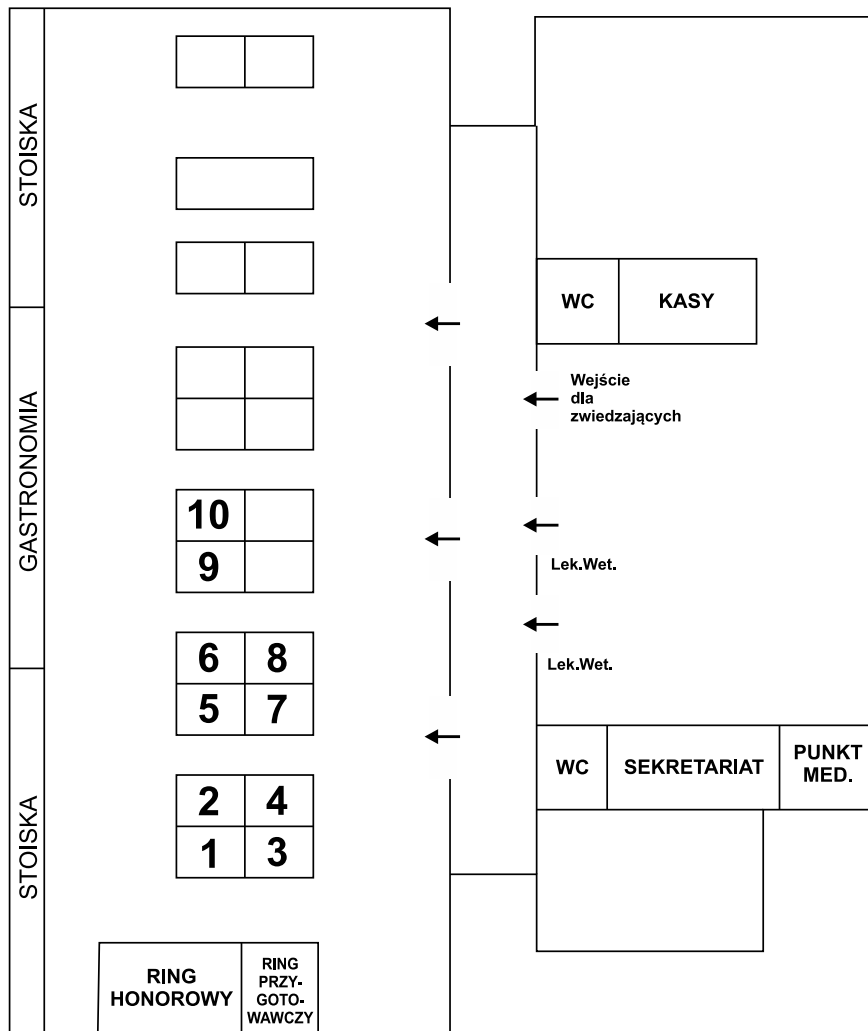 STOISKA
GASTRONOMIA
STOISKA
10
9
6 8
5 7
2 4
1 3
RING
HONOROWY
RING
PRZY-
GOTO-
WAWCZY
WC
KASY
Wejście
dla
zwiedzających
Lek.Wet.
Lek.Wet.
WC
SEKRETARIAT
PUNKT
MED.